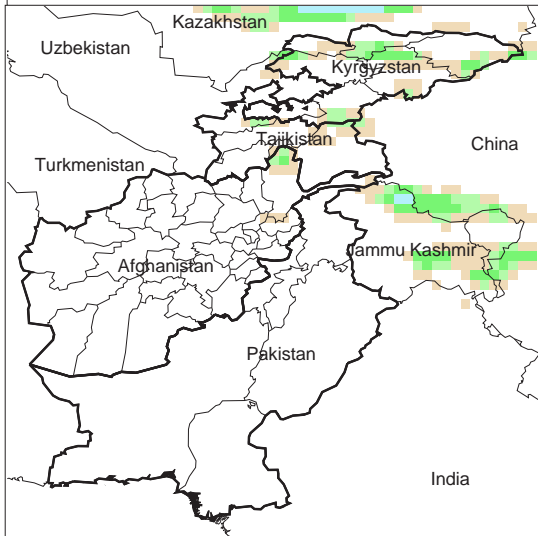 Kazakhstan
Uzbekistan
Kyrgyzstan
Tajikistan
China
Turkmenistan
Jammu Kashmir
Afghanistan
Pakistan
India